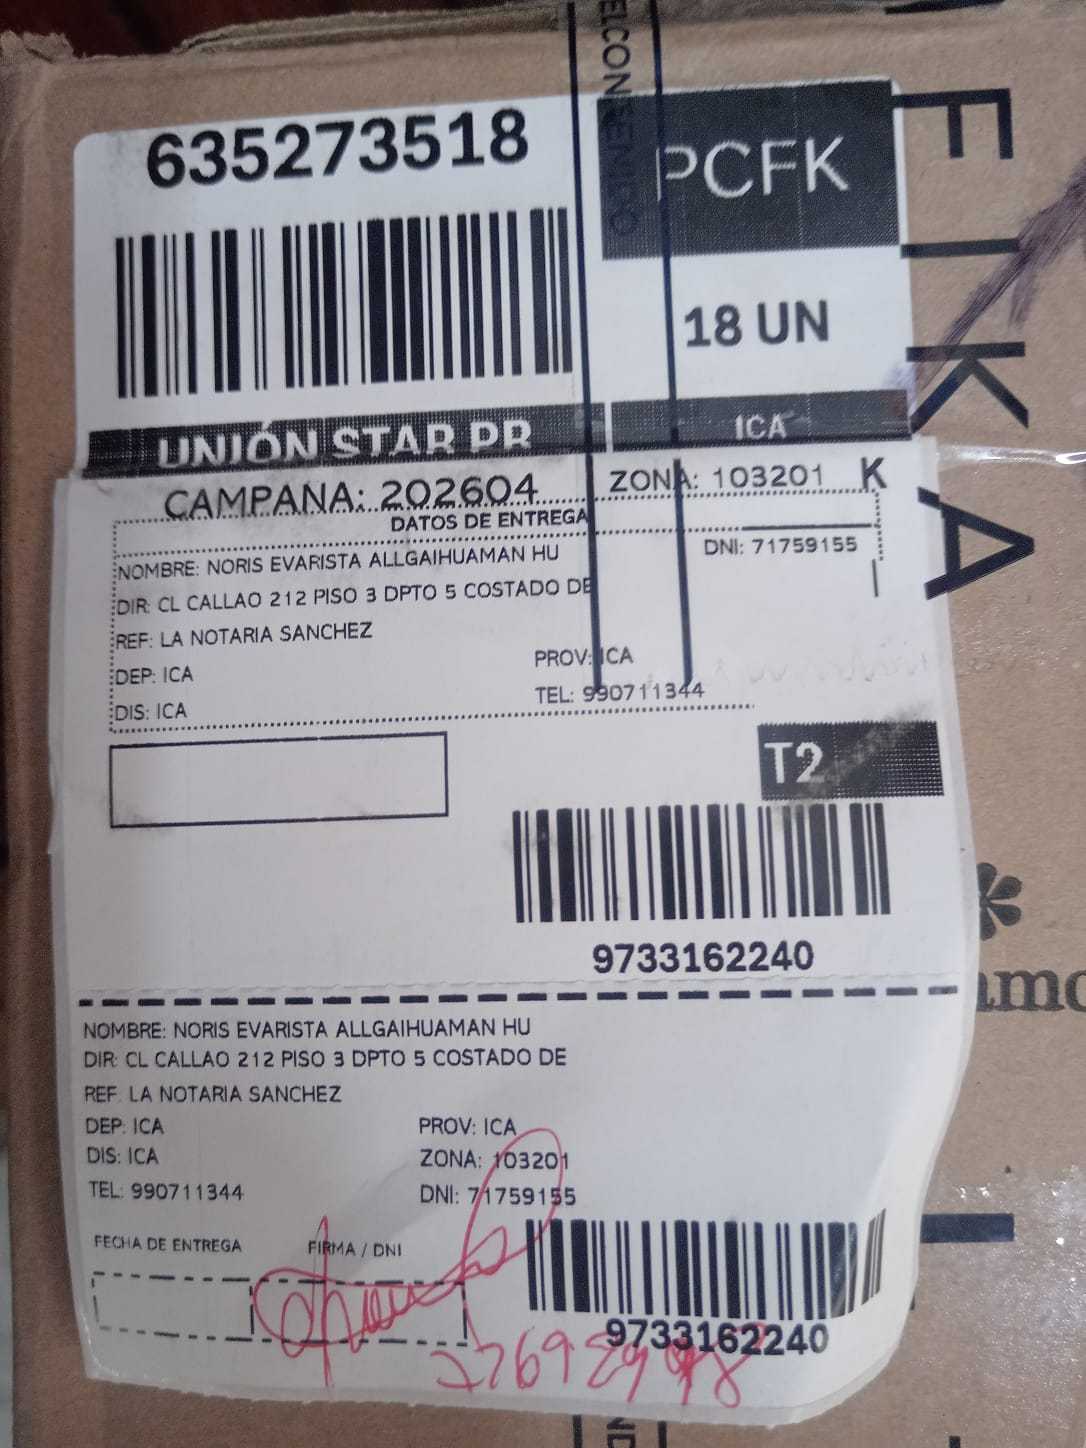 635273518
PCFK
18 UN
UNIÓN STAR PR
ICA
CAMPANA: 202604
ZONA: 103201 K
DATOS DE ENTREGA
NOMBRE: NORIS EVARISTA ALLGAIHUAMAN HU
DNI: 71759155
DIR: CL CALLAO 212 PISO 3 DPTO 5 COSTADO DE
REF: LA NOTARIA SANCHEZ
DEP: ICA
PROV: ICA
DIS: ICA
TEL: 990711344
T2
9733162240
NOMBRE: NORIS EVARISTA ALLGAIHUAMAN HU
DIR: CL CALLAO 212 PISO 3 DPTO 5 COSTADO DE
REF: LA NOTARIA SANCHEZ
DEP: ICA
PROV: ICA
DIS: ICA
ZONA: 103201
TEL: 990711344
DNI: 71759155
FECHA DE ENTREGA
FIRMA / DNI
9733162240